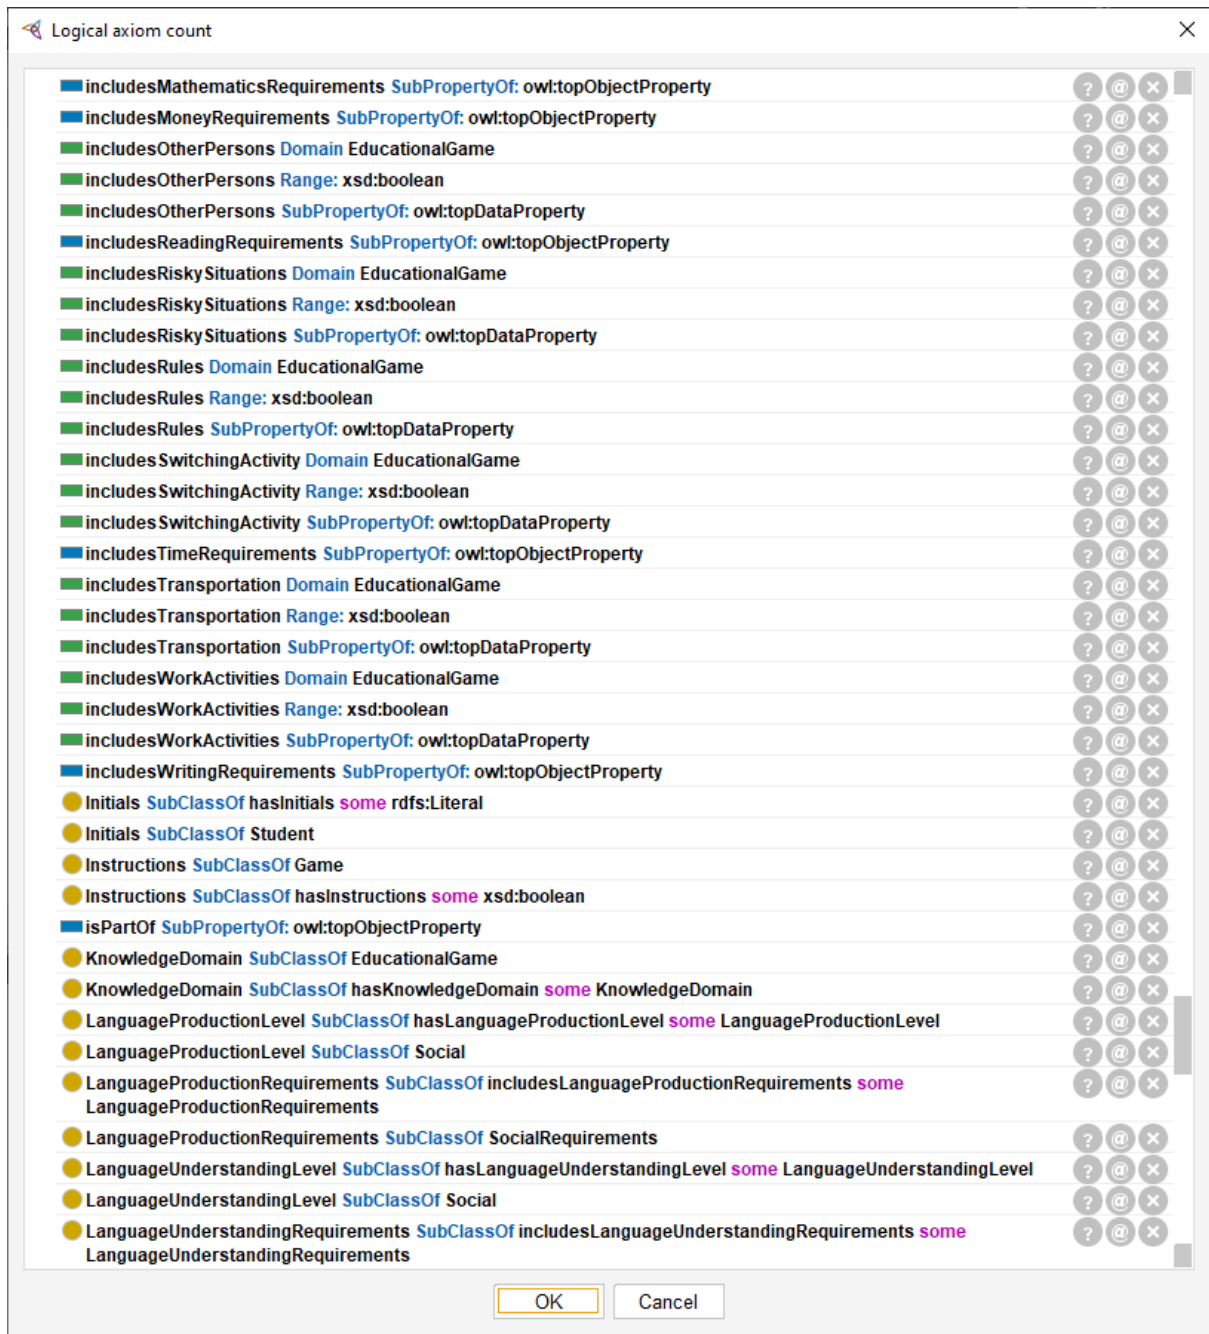 Logical axiom count
includesMathematicsRequirements SubPropertyOf: owl:topObjectProperty
includesMoneyRequirements SubPropertyOf: owl:topObjectProperty
includesOtherPersons Domain EducationalGame
includesOtherPersons Range: xsd:boolean
includesOtherPersons SubPropertyOf: owl:topDataProperty
includesReadingRequirements SubPropertyOf: owl:topObjectProperty
includesRiskySituations Domain EducationalGame
includesRiskySituations Range: xsd:boolean
includesRiskySituations SubPropertyOf: owl:topDataProperty
includesRules Domain EducationalGame
includesRules Range: xsd:boolean
includesRules SubPropertyOf: owl:topDataProperty
includesSwitchingActivity Domain EducationalGame
includesSwitchingActivity Range: xsd:boolean
includesSwitchingActivity SubPropertyOf: owl:topDataProperty
includesTimeRequirements SubPropertyOf: owl:topObjectProperty
includesTransportation Domain EducationalGame
includesTransportation Range: xsd:boolean
includesTransportation SubPropertyOf: owl:topDataProperty
includesWorkActivities Domain EducationalGame
includesWorkActivities Range: xsd:boolean
includesWorkActivities SubPropertyOf: owl:topDataProperty
includesWritingRequirements SubPropertyOf: owl:topObjectProperty
Initials SubClassOf hasInitials some rdfs:Literal
Initials SubClassOf Student
Instructions SubClassOf Game
Instructions SubClassOf hasInstructions some xsd:boolean
isPartOf SubPropertyOf: owl:topObjectProperty
KnowledgeDomain SubClassOf EducationalGame
KnowledgeDomain SubClassOf hasKnowledgeDomain some KnowledgeDomain
LanguageProductionLevel SubClassOf hasLanguageProductionLevel some LanguageProductionLevel
LanguageProductionLevel SubClassOf Social
LanguageProductionRequirements SubClassOf includesLanguageProductionRequirements some
LanguageProductionRequirements
LanguageProductionRequirements SubClassOf SocialRequirements
LanguageUnderstandingLevel SubClassOf hasLanguageUnderstandingLevel some LanguageUnderstandingLevel
LanguageUnderstandingLevel SubClassOf Social
LanguageUnderstandingRequirements SubClassOf includesLanguageUnderstandingRequirements some
LanguageUnderstandingRequirements
OK Cancel